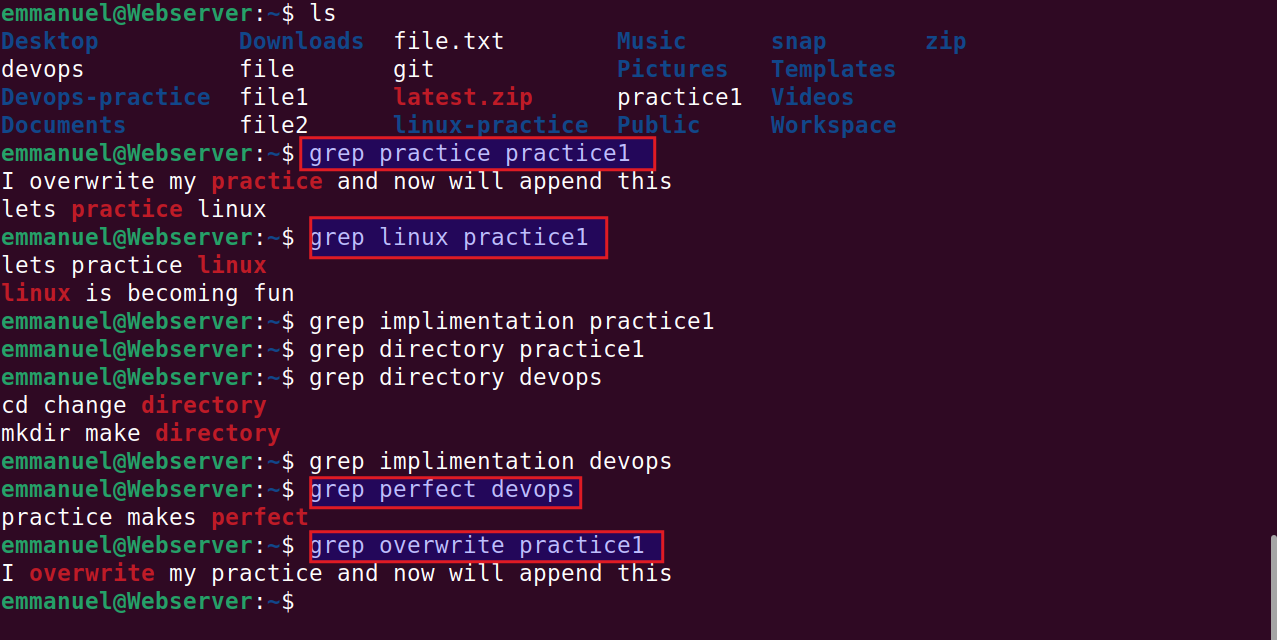 emmanuel@Webserver:~$ ls
Desktop Downloads file.txt Music snap zip
devops file git Pictures Templates
Devops-practice file1 latest.zip practice1 Videos
Documents file2 linux-practice Public Workspace
emmanuel@Webserver:~$ grep practice practice1
I overwrite my practice and now will append this
lets practice linux
emmanuel@Webserver:~$ grep linux practice1
lets practice linux
linux is becoming fun
emmanuel@Webserver:~$ grep implimentation practice1
emmanuel@Webserver:~$ grep directory practice1
emmanuel@Webserver:~$ grep directory devops
cd change directory
mkdir make directory
emmanuel@Webserver:~$ grep implimentation devops
emmanuel@Webserver:~$ grep perfect devops
practice makes perfect
emmanuel@Webserver:~$ grep overwrite practice1
I overwrite my practice and now will append this
emmanuel@Webserver:~$